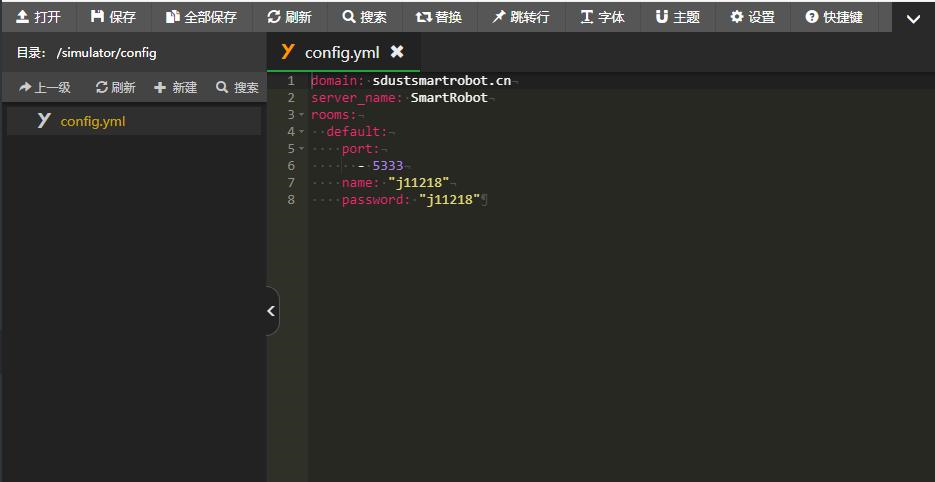 打开 保存 全部保存 刷新 搜索 替换 跳转行 字体 主题 设置 快捷键
目录: /simulator/config
config.yml
上一级 刷新 新建 搜索
config.yml
1 domain: sdustsmartrobot.cn
2 server_name: SmartRobot
3 rooms:
4 default:
5 port:
6 - 5333
7 name: "j11218"
8 password: "j11218"